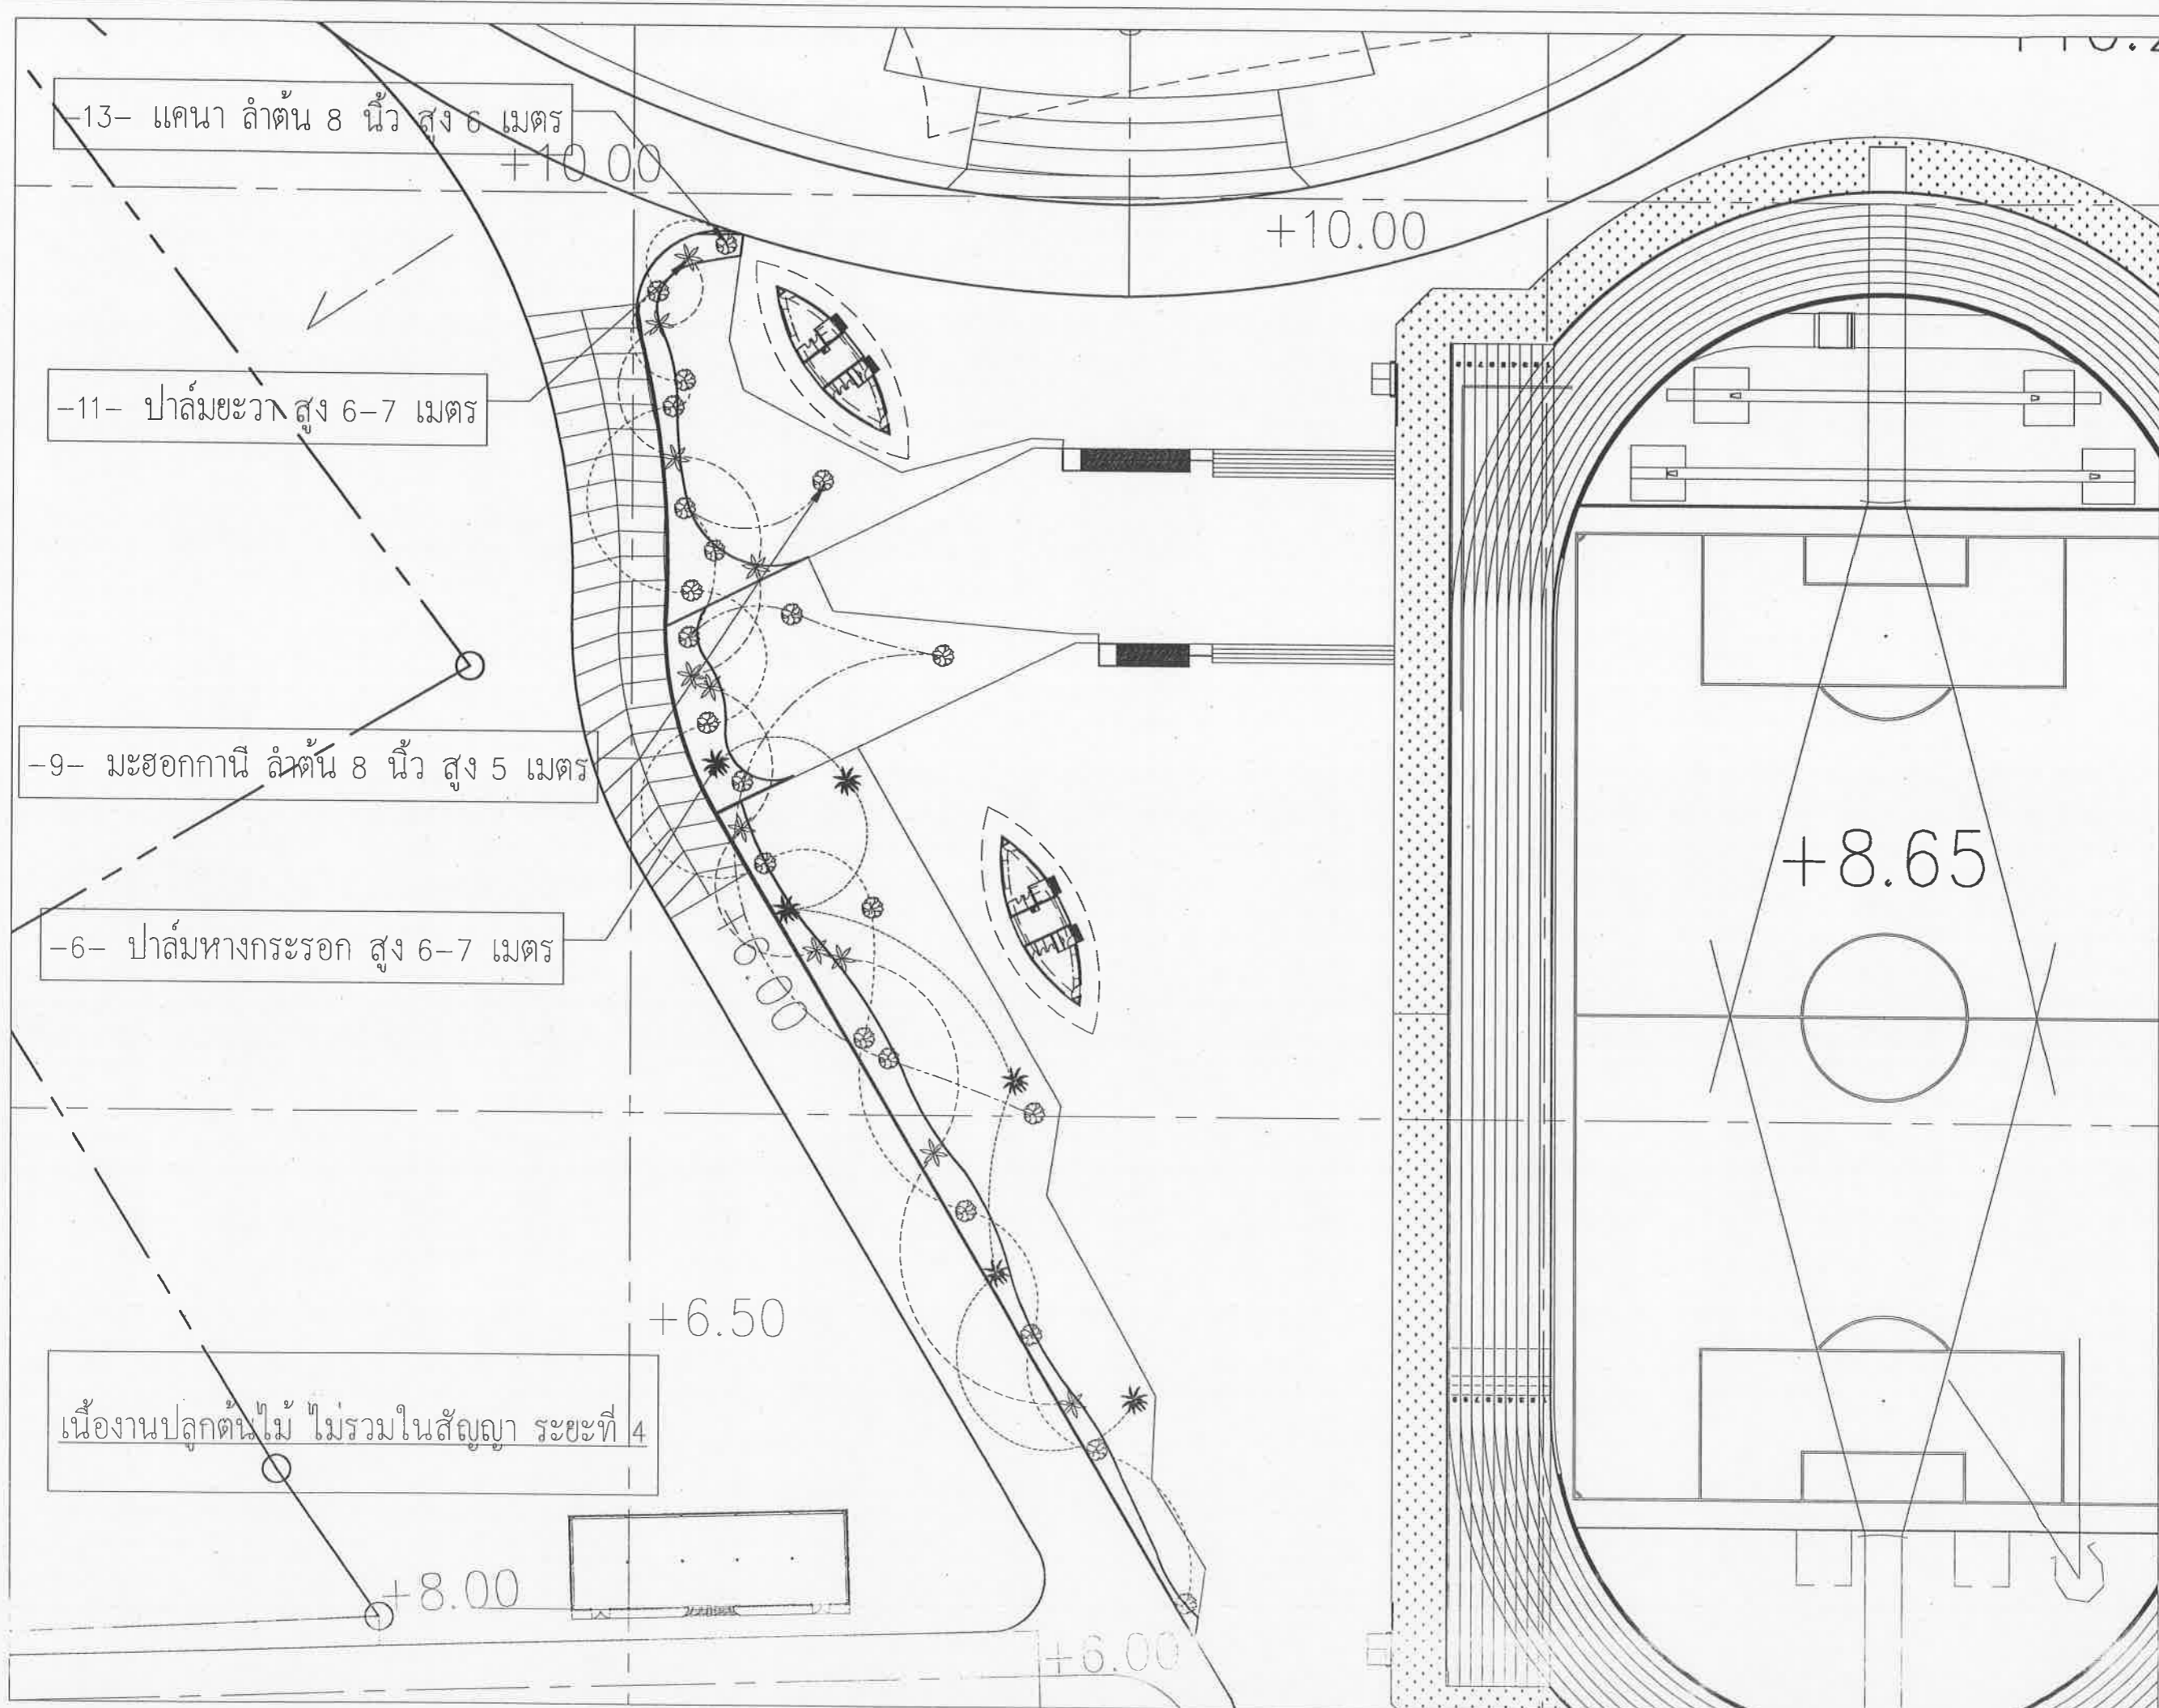 -13- แคนา ลำต้น 8 นิ้ว สูง 6 เมตร
+10.00
+10.00
-11- ปาล์มยะวา สูง 6-7 เมตร
-9- มะฮอกกานี ลำต้น 8 นิ้ว สูง 5 เมตร
+8.65
-6- ปาล์มหางกระรอก สูง 6-7 เมตร
+6.00
+6.50
เนื้องานปลูกต้นไม้ ไม่รวมในสัญญา ระยะที่ 4
+8.00
+6.00